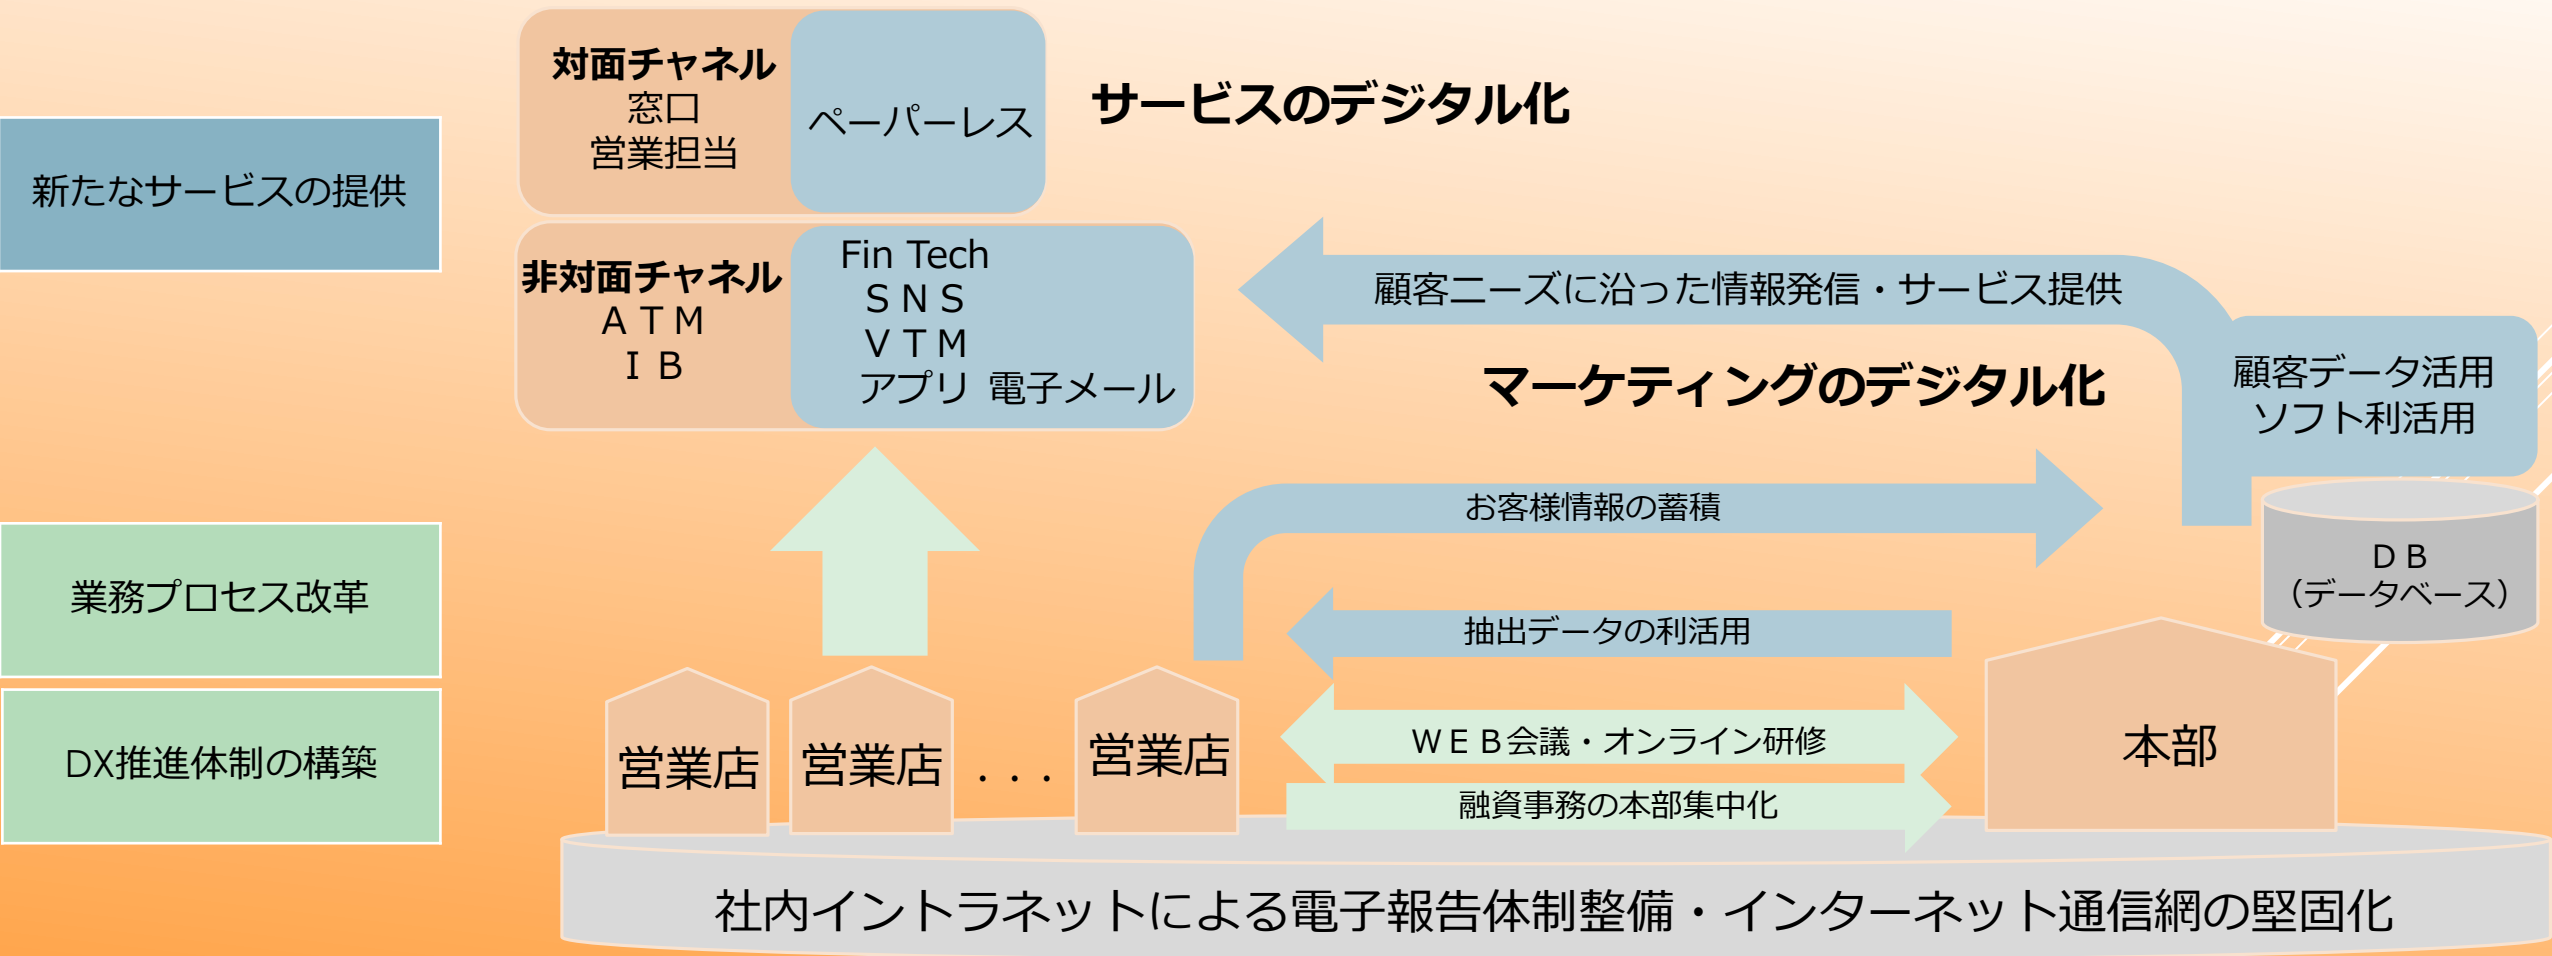 対面チャネル
窓口
営業担当
ペーパーレス
サービスのデジタル化
新たなサービスの提供
非対面チャネル
ＡＴＭ
ＩＢ
Fin Tech
ＳＮＳ
ＶＴＭ
アプリ 電子メール
顧客ニーズに沿った情報発信・サービス提供
マーケティングのデジタル化
顧客データ活用
ソフト利活用
お客様情報の蓄積
ＤＢ
（データベース）
業務プロセス改革
抽出データの利活用
DX推進体制の構築
営業店
営業店
．．．
営業店
ＷＥＢ会議・オンライン研修
本部
融資事務の本部集中化
社内イントラネットによる電子報告体制整備・インターネット通信網の堅固化